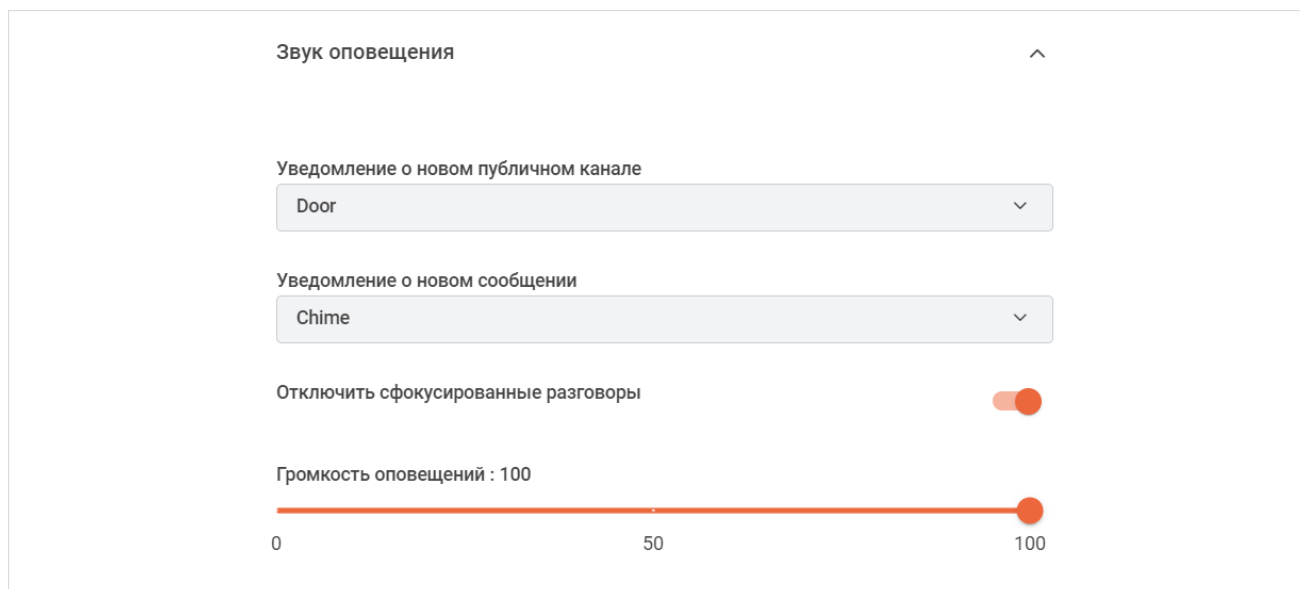 Звук оповещения
Уведомление о новом публичном канале
Door
Уведомление о новом сообщении
Chime
Отключить сфокусированные разговоры
Громкость оповещений : 100
0 50 100